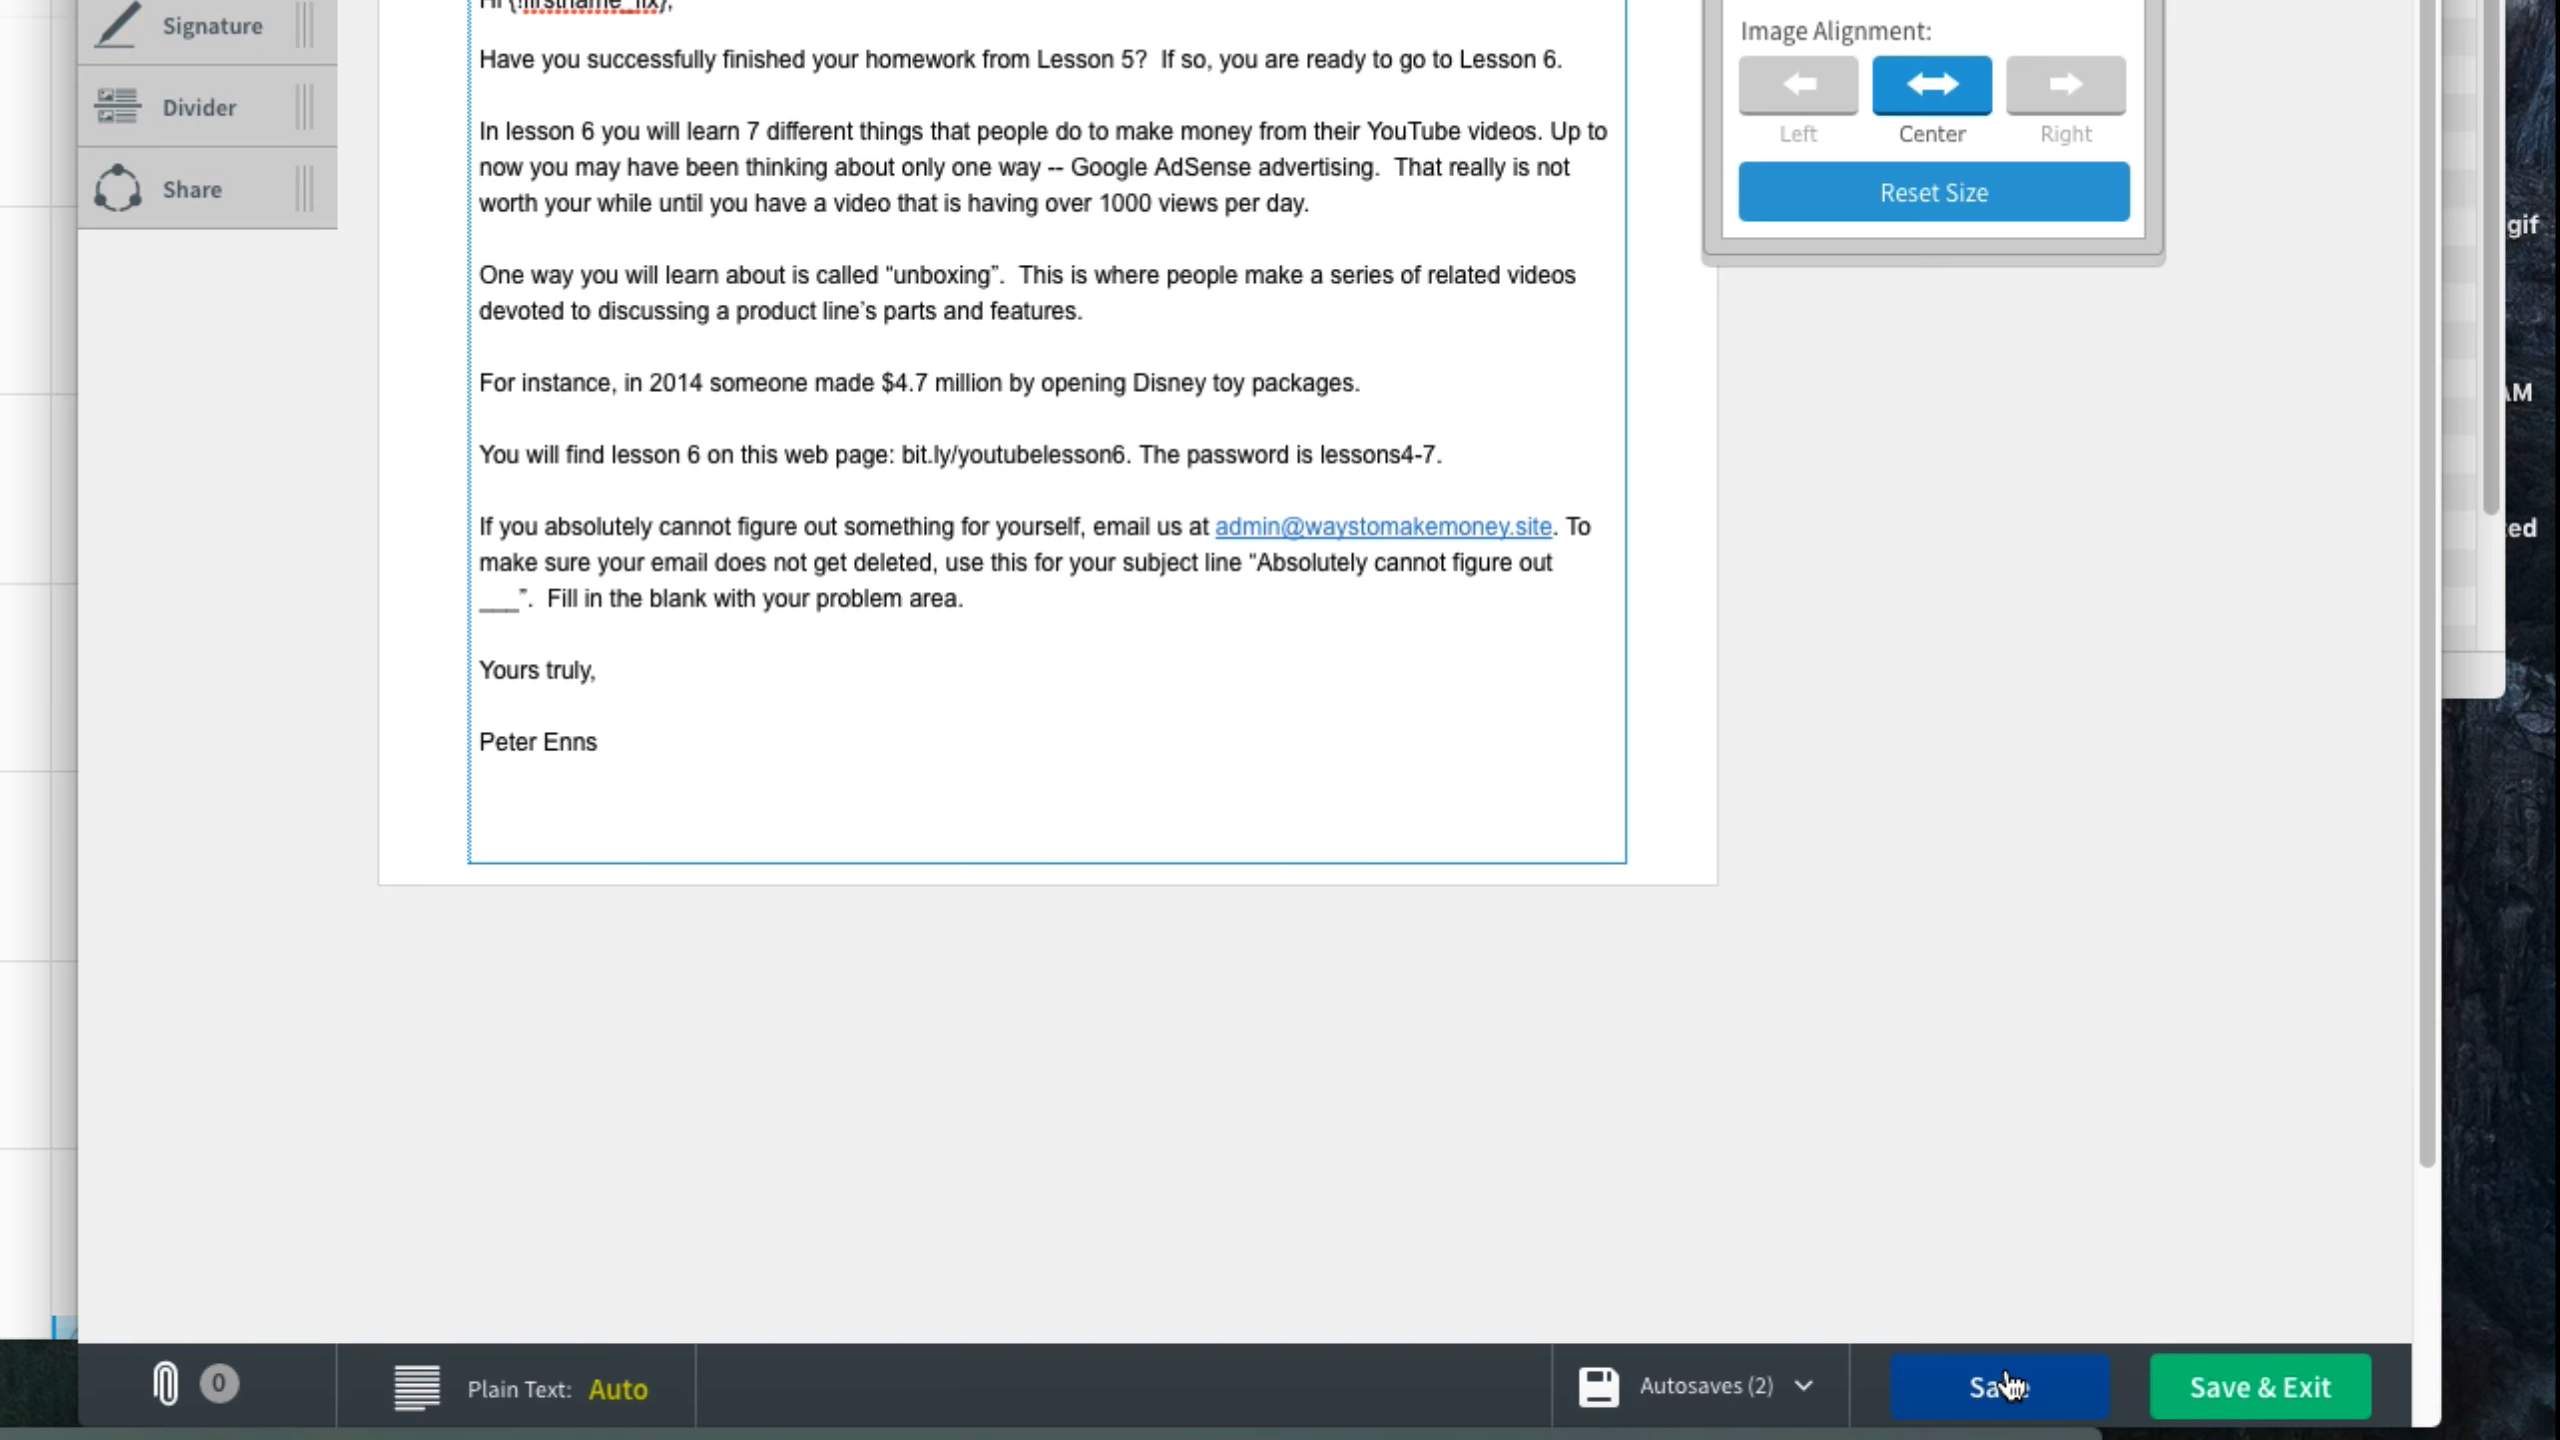 Signature
Divider
Share
Hi {!firstname_fix},
Have you successfully finished your homework from Lesson 5?  If so, you are ready to go to Lesson 6.
In lesson 6 you will learn 7 different things that people do to make money from their YouTube videos. Up to
now you may have been thinking about only one way -- Google AdSense advertising.  That really is not
worth your while until you have a video that is having over 1000 views per day.
One way you will learn about is called “unboxing”.  This is where people make a series of related videos
devoted to discussing a product line’s parts and features.
For instance, in 2014 someone made $4.7 million by opening Disney toy packages.
You will find lesson 6 on this web page: bit.ly/youtubelesson6. The password is lessons4-7.
If you absolutely cannot figure out something for yourself, email us at admin@waystomakemoney.site. To
make sure your email does not get deleted, use this for your subject line “Absolutely cannot figure out
___”.  Fill in the blank with your problem area.
Yours truly,
Peter Enns
Image Alignment:
Left Center Right
Reset Size
gif
AM
ed
0
Plain Text: Auto
Autosaves (2)
Save
Save & Exit